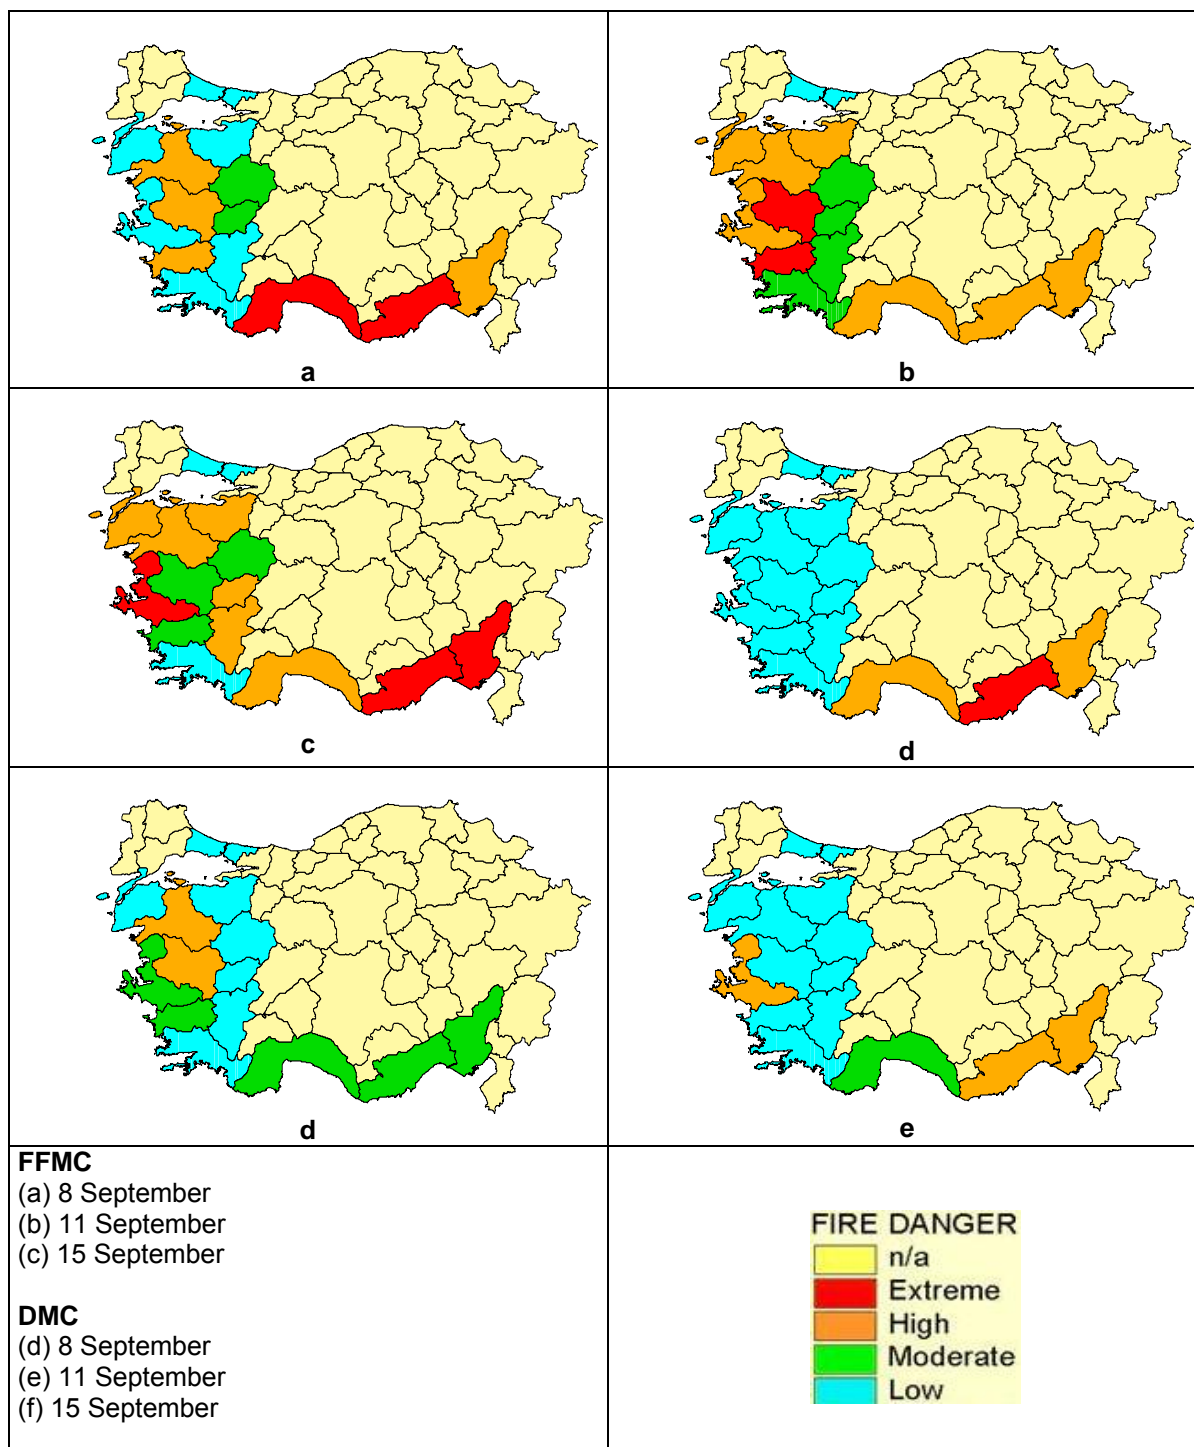 a
b
c
d
d
e
FFMC
(a) 8 September
(b) 11 September
(c) 15 September
DMC
(d) 8 September
(e) 11 September
(f) 15 September
FIRE DANGER
n/a
Extreme
High
Moderate
Low